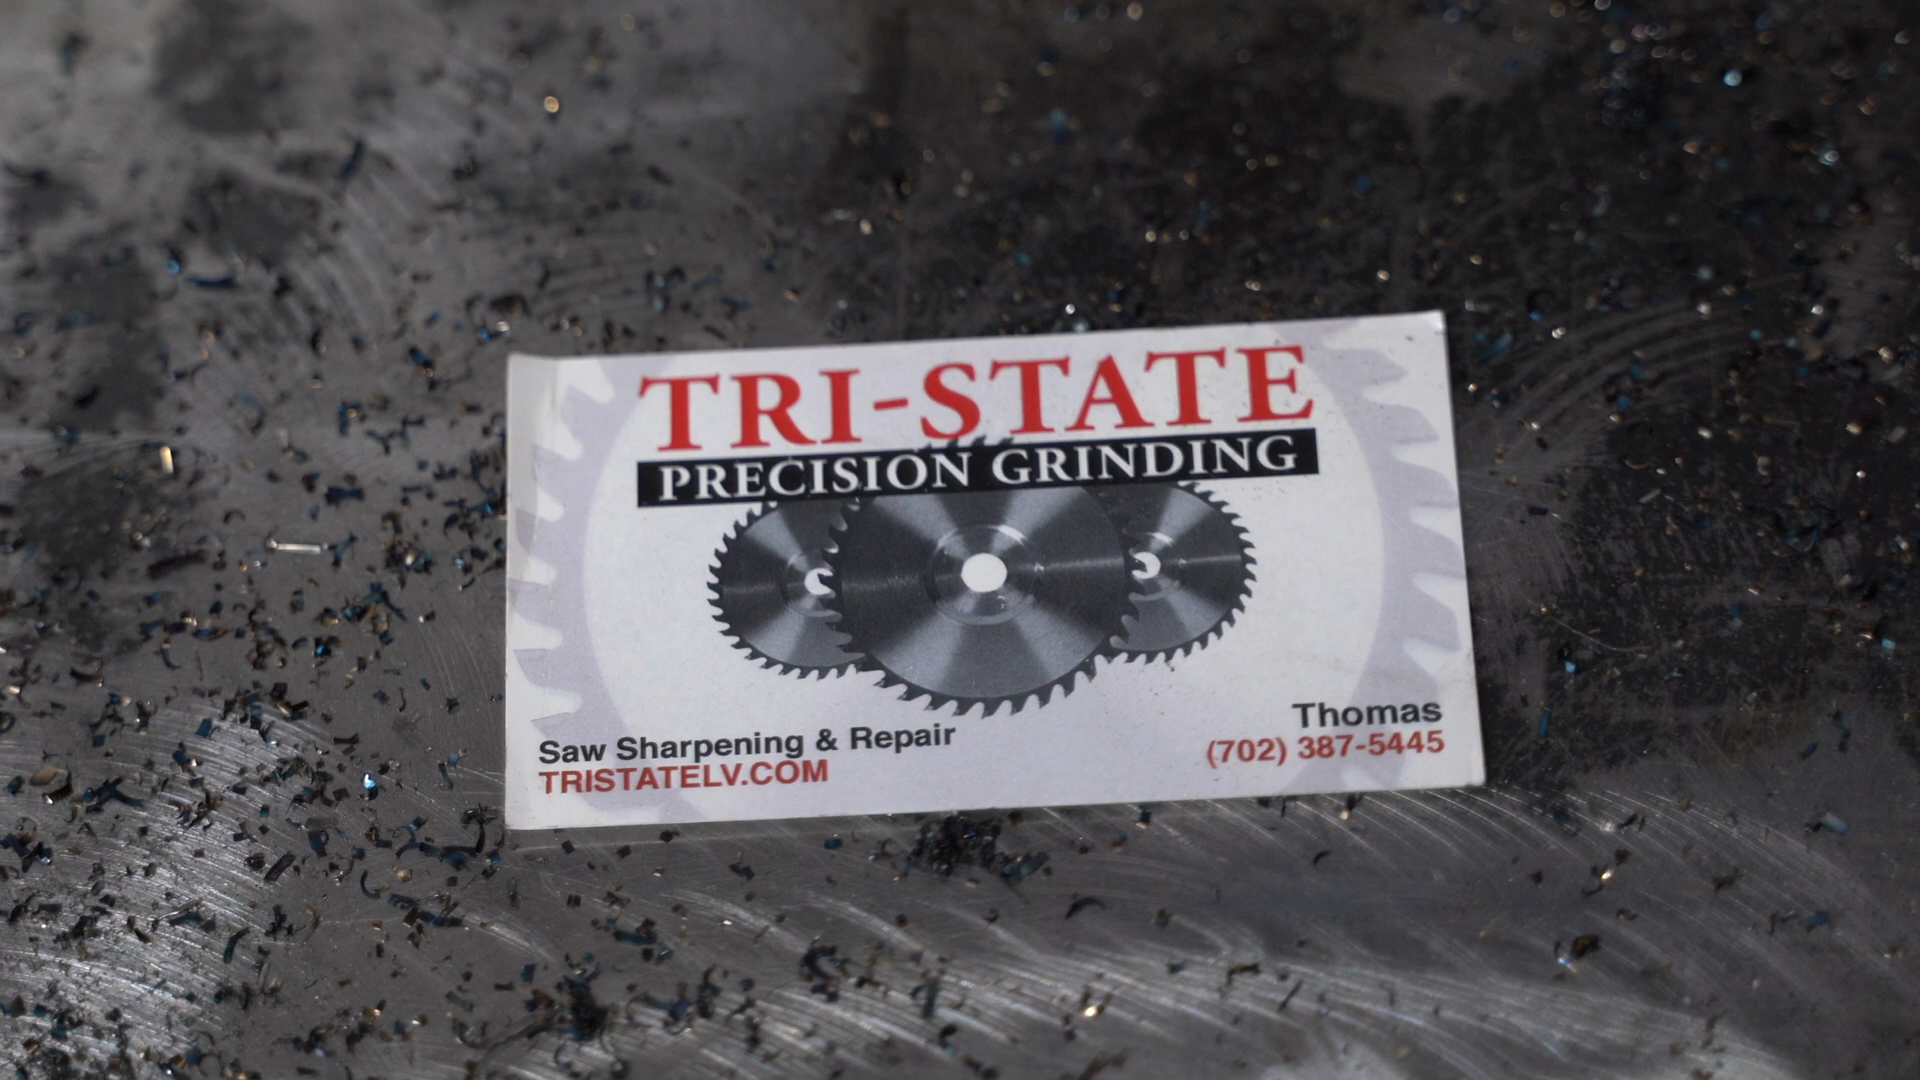 TRI-STATE
PRECISION GRINDING
Saw Sharpening & Repair
TRISTATELV.COM
Thomas
(702) 387-5445